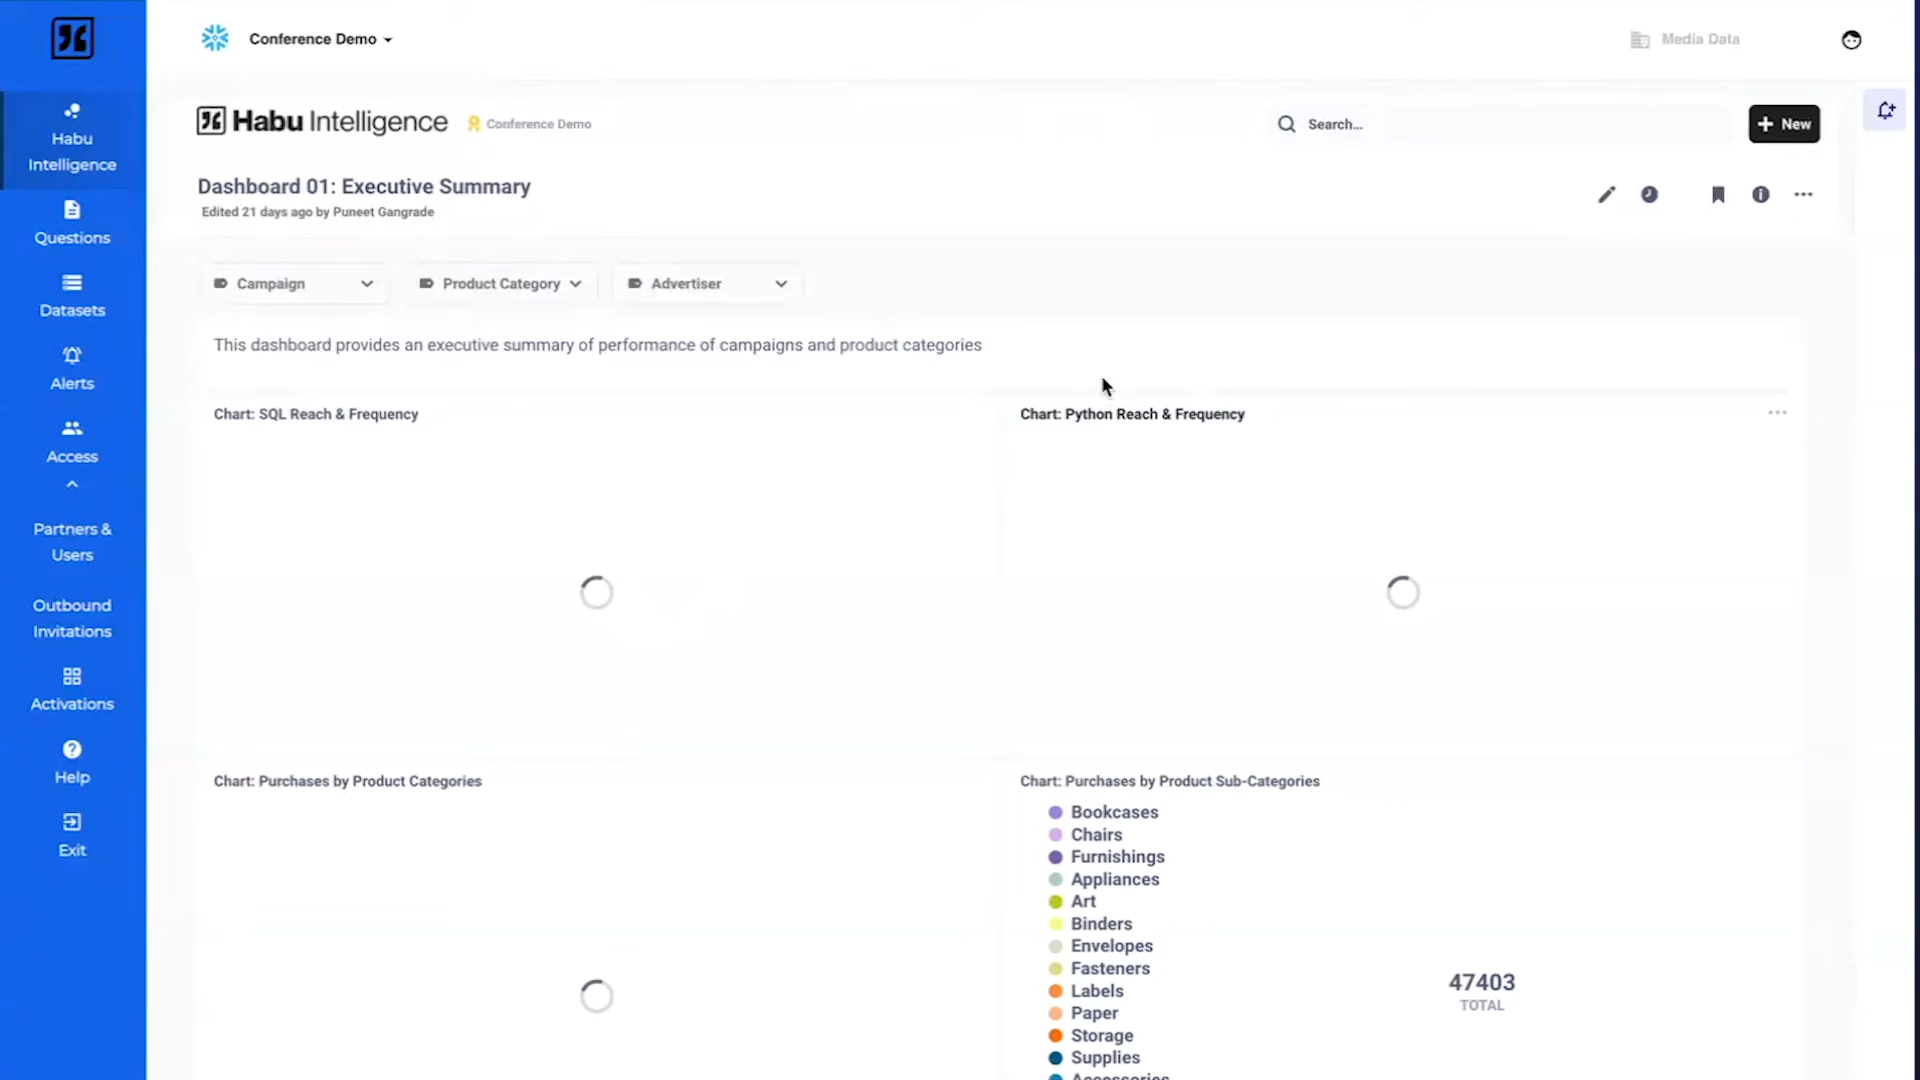 Conference Demo
Media Data
Habu Intelligence
Conference Demo
Search...
New
Dashboard 01: Executive Summary
Edited 21 days ago by Puneet Gangrade
Habu
Intelligence
Questions
Datasets
Alerts
Access
Partners &
Users
Outbound
Invitations
Activations
Help
Exit
Campaign
Product Category
Advertiser
This dashboard provides an executive summary of performance of campaigns and product categories
Chart: SQL Reach & Frequency
Chart: Python Reach & Frequency
Chart: Purchases by Product Categories
Chart: Purchases by Product Sub-Categories
Bookcases
Chairs
Furnishings
Appliances
Art
Binders
Envelopes
Fasteners
Labels
Paper
Storage
Supplies
Accessories
47403
TOTAL